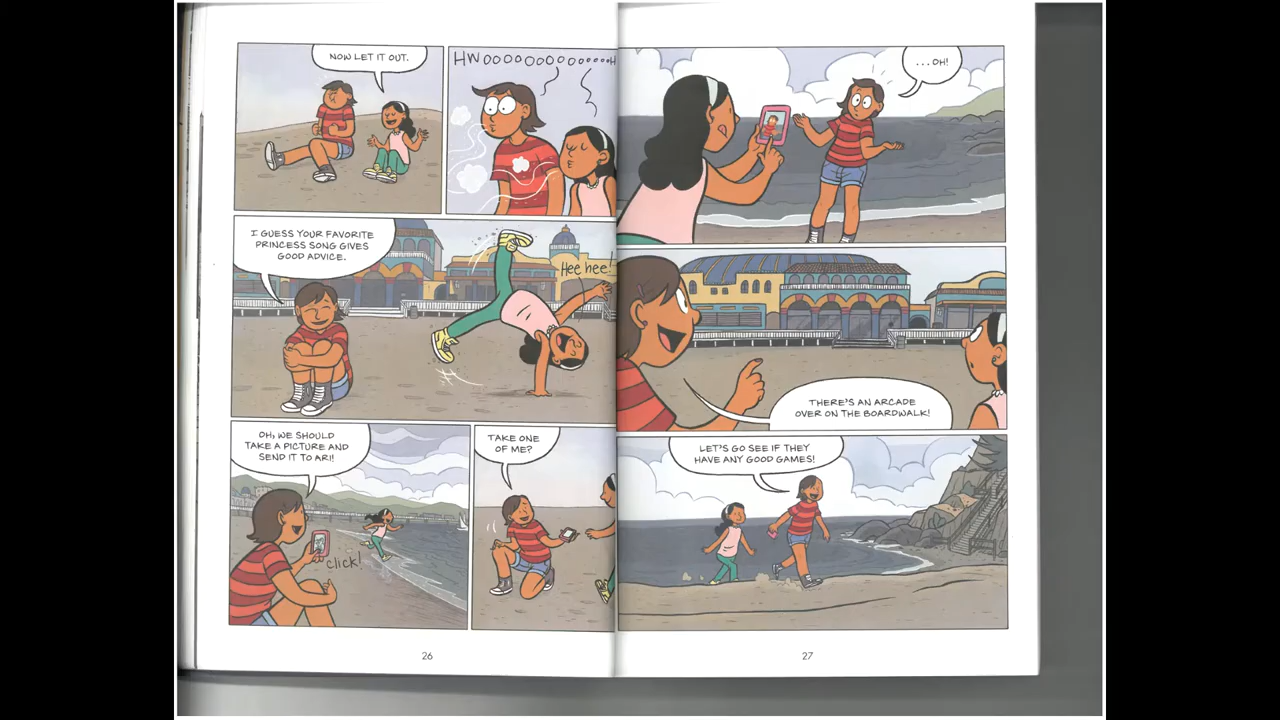 NOW LET IT OUT.
HWOOOOOOOOOOOOOOOOH
I GUESS YOUR FAVORITE
PRINCESS SONG GIVES
GOOD ADVICE.
Hee hee!
OH, WE SHOULD
TAKE A PICTURE AND
SEND IT TO ARI!
click!
TAKE ONE
OF ME?
26
...OH!
THERE'S AN ARCADE
OVER ON THE BOARDWALK!
LET'S GO SEE IF THEY
HAVE ANY GOOD GAMES!
27